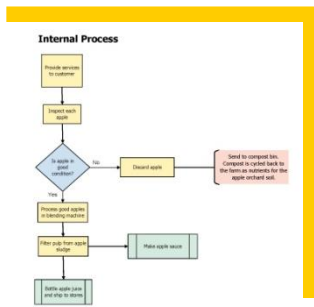 Internal Process
Provide services
to customer
Inspect each
apple
Is apple in
good
condition?
No
Discard apple
Send to compost bin.
Compost is cycled back to
the farm as nutrients for the
apple orchard soil.
Yes
Process good apples
in blending machine
Filter pulp from apple
sludge
Make apple sauce
Bottle apple juice
and ship to stores